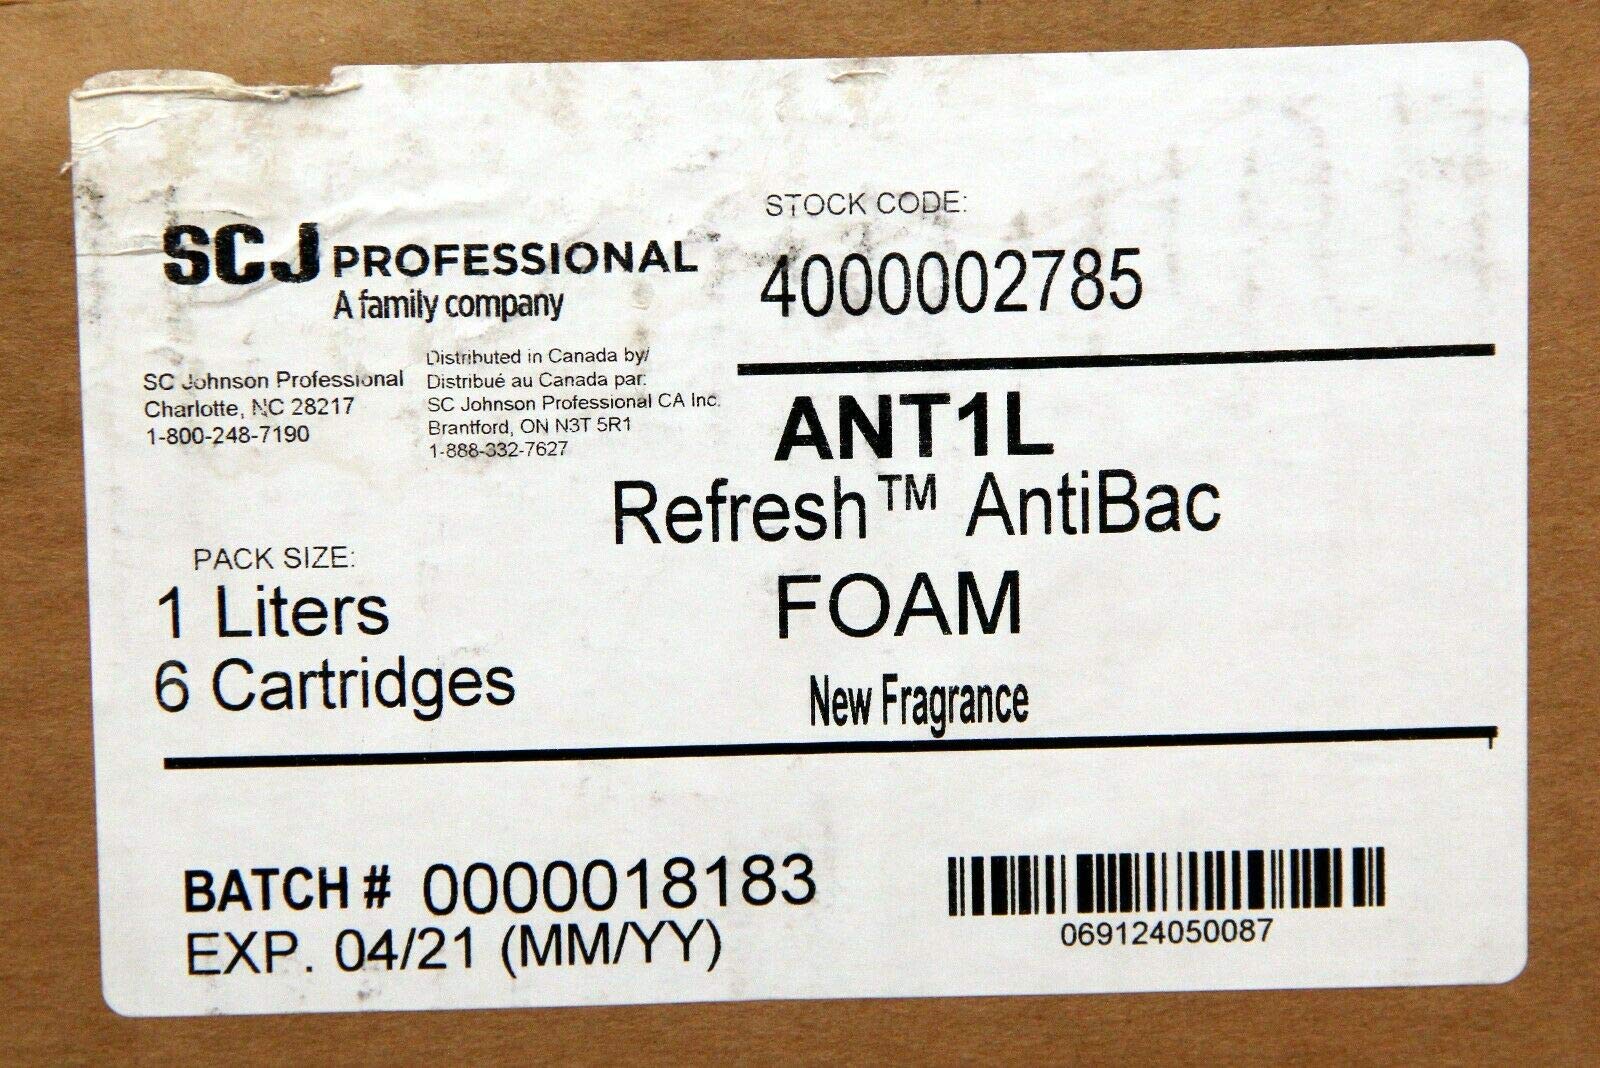 SCJ PROFESSIONAL
A family company
SC Johnson Professional
Charlotte, NC 28217
1-800-248-7190
Distributed in Canada by/
Distribué au Canada par:
SC Johnson Professional CA Inc.
Brantford, ON N3T 5R1
1-888-332-7627
STOCK CODE:
4000002785
ANT1L
Refresh™ AntiBac
FOAM
New Fragrance
PACK SIZE:
1 Liters
6 Cartridges
BATCH # 0000018183
EXP. 04/21 (MM/YY)
069124050087